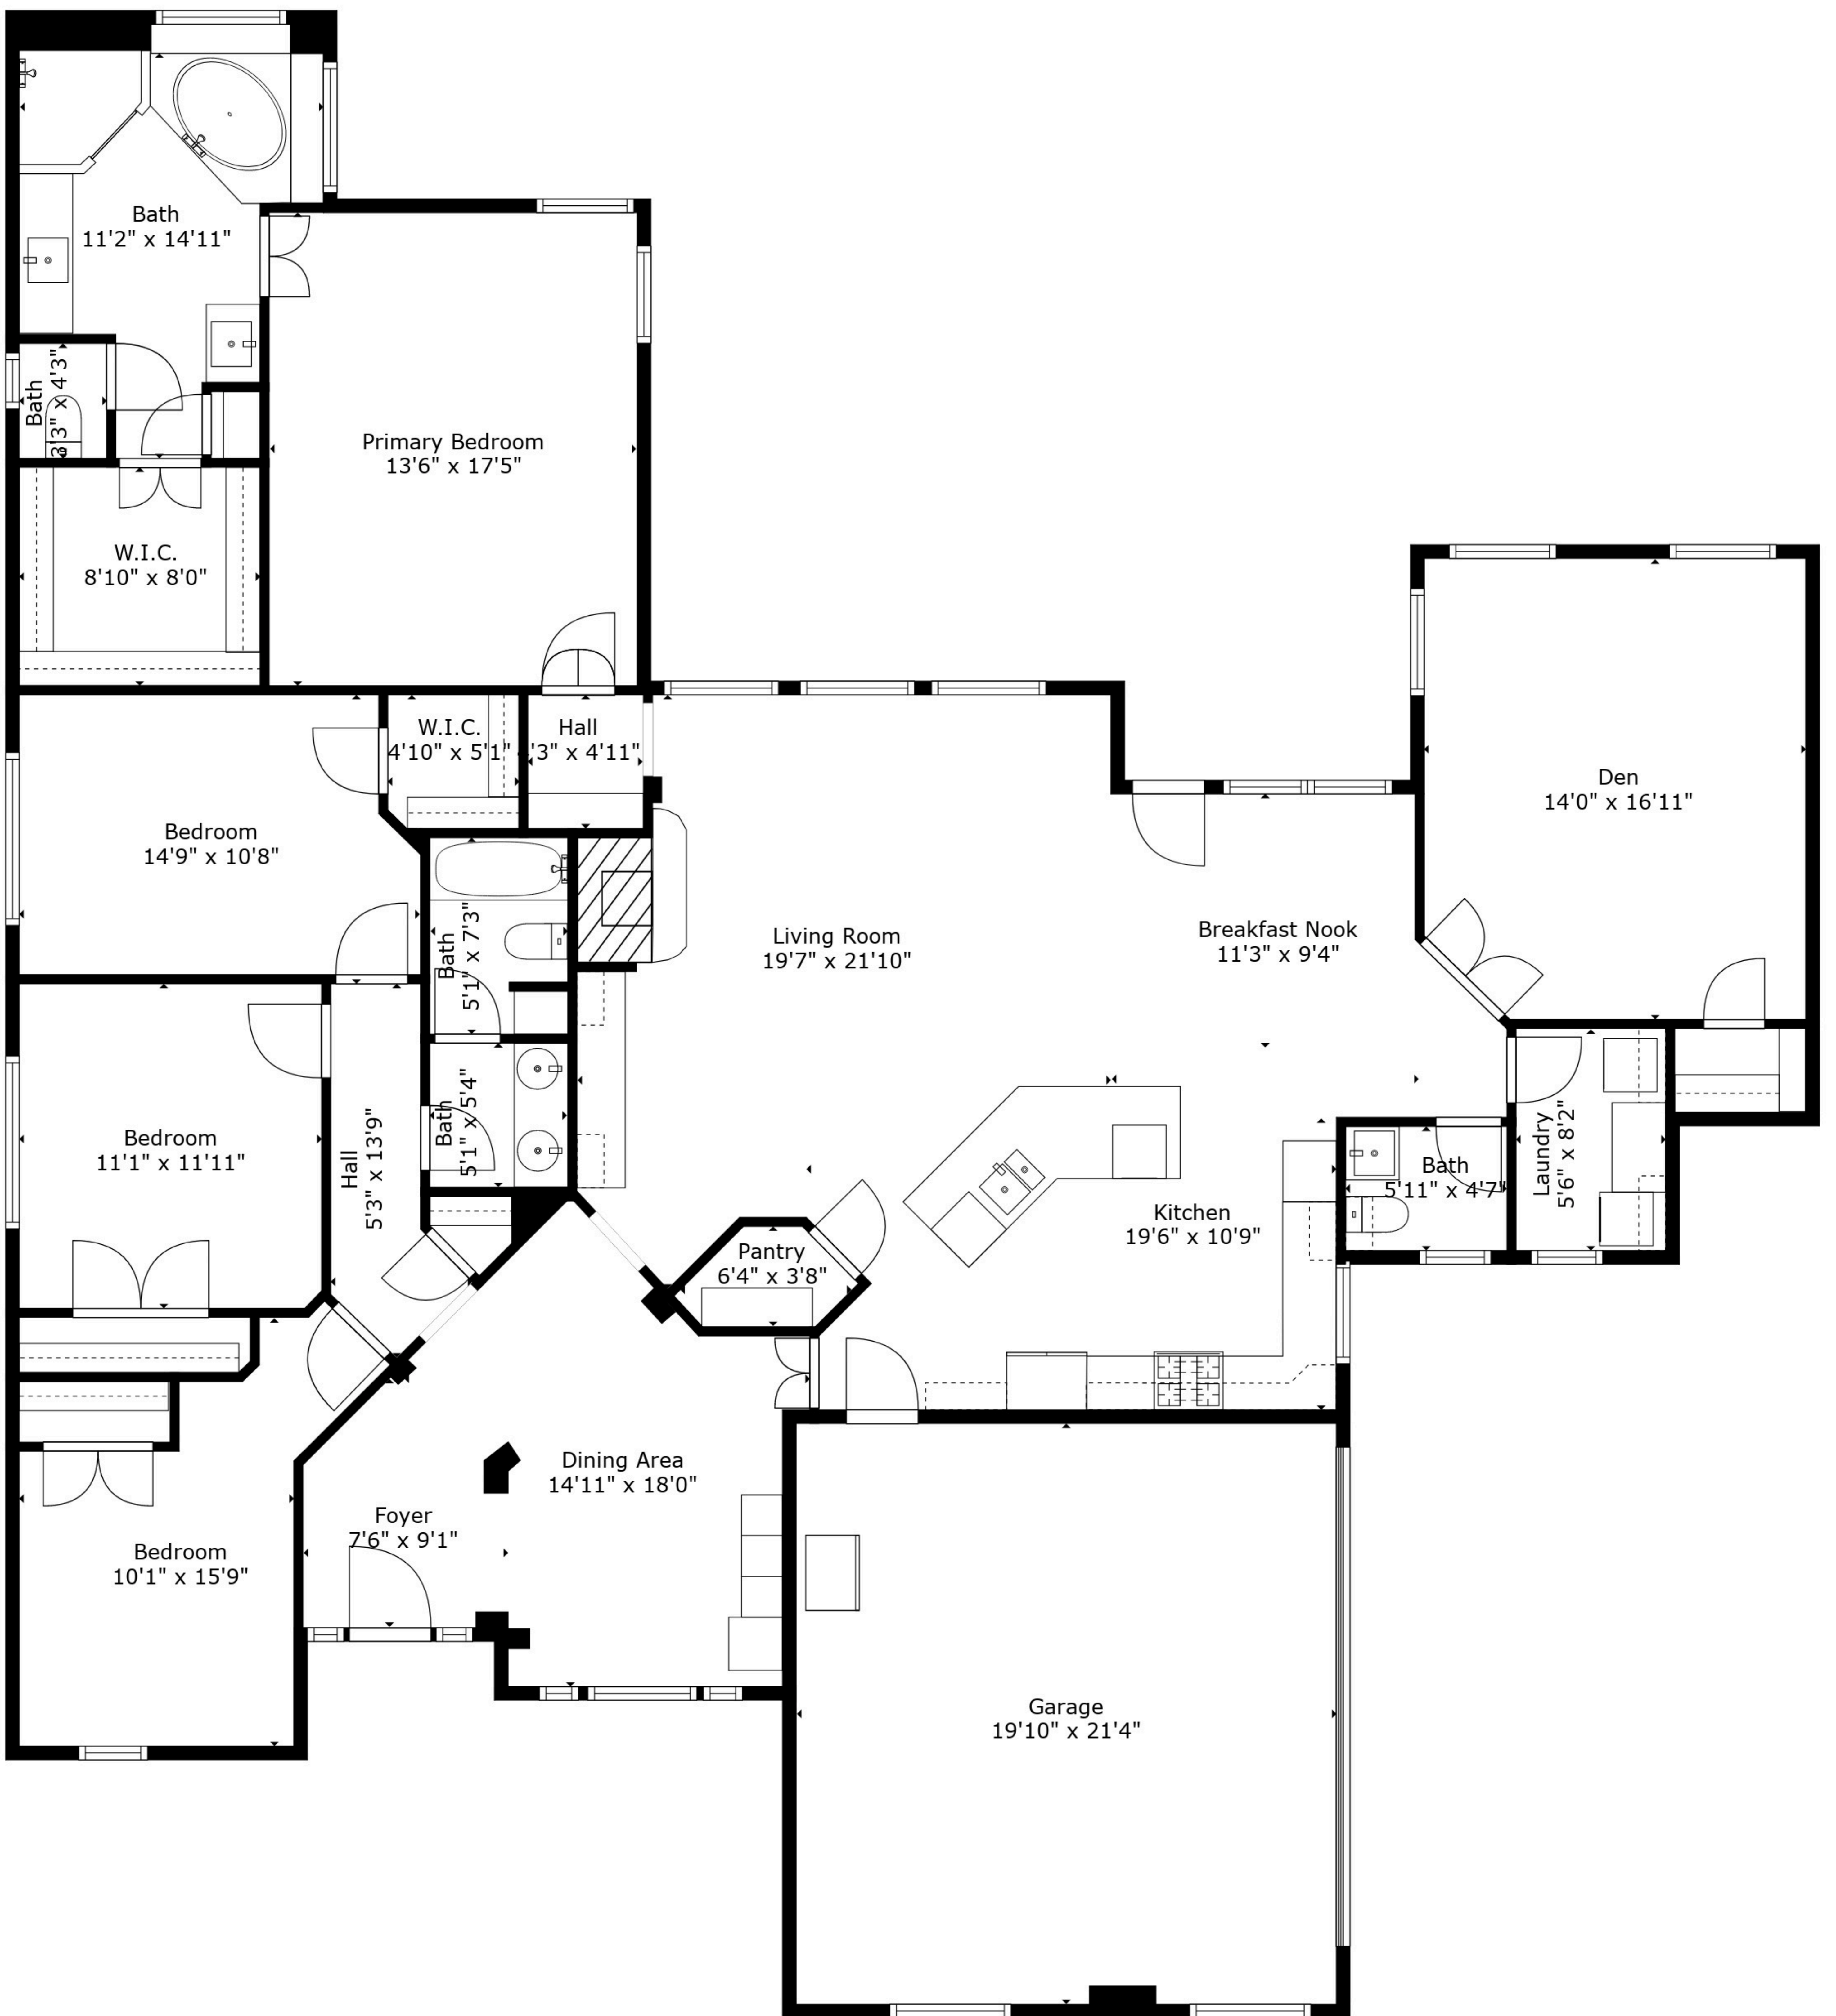 Bath
11'2" x 14'11"
Bath
3'3" x 4'3"
Primary Bedroom
13'6" x 17'5"
W.I.C.
8'10" x 8'0"
W.I.C.
4'10" x 5'1"
Hall
'3" x 4'11"
Den
14'0" x 16'11"
Bedroom
14'9" x 10'8"
Bath
5'1" x 7'3"
Living Room
19'7" x 21'10"
Breakfast Nook
11'3" x 9'4"
Bedroom
11'1" x 11'11"
Hall
5'3" x 13'9"
Bath
5'1" x 5'4"
Bath
5'11" x 4'7"
Laundry
5'6" x 8'2"
Kitchen
19'6" x 10'9"
Pantry
6'4" x 3'8"
Dining Area
14'11" x 18'0"
Foyer
7'6" x 9'1"
Bedroom
10'1" x 15'9"
Garage
19'10" x 21'4"